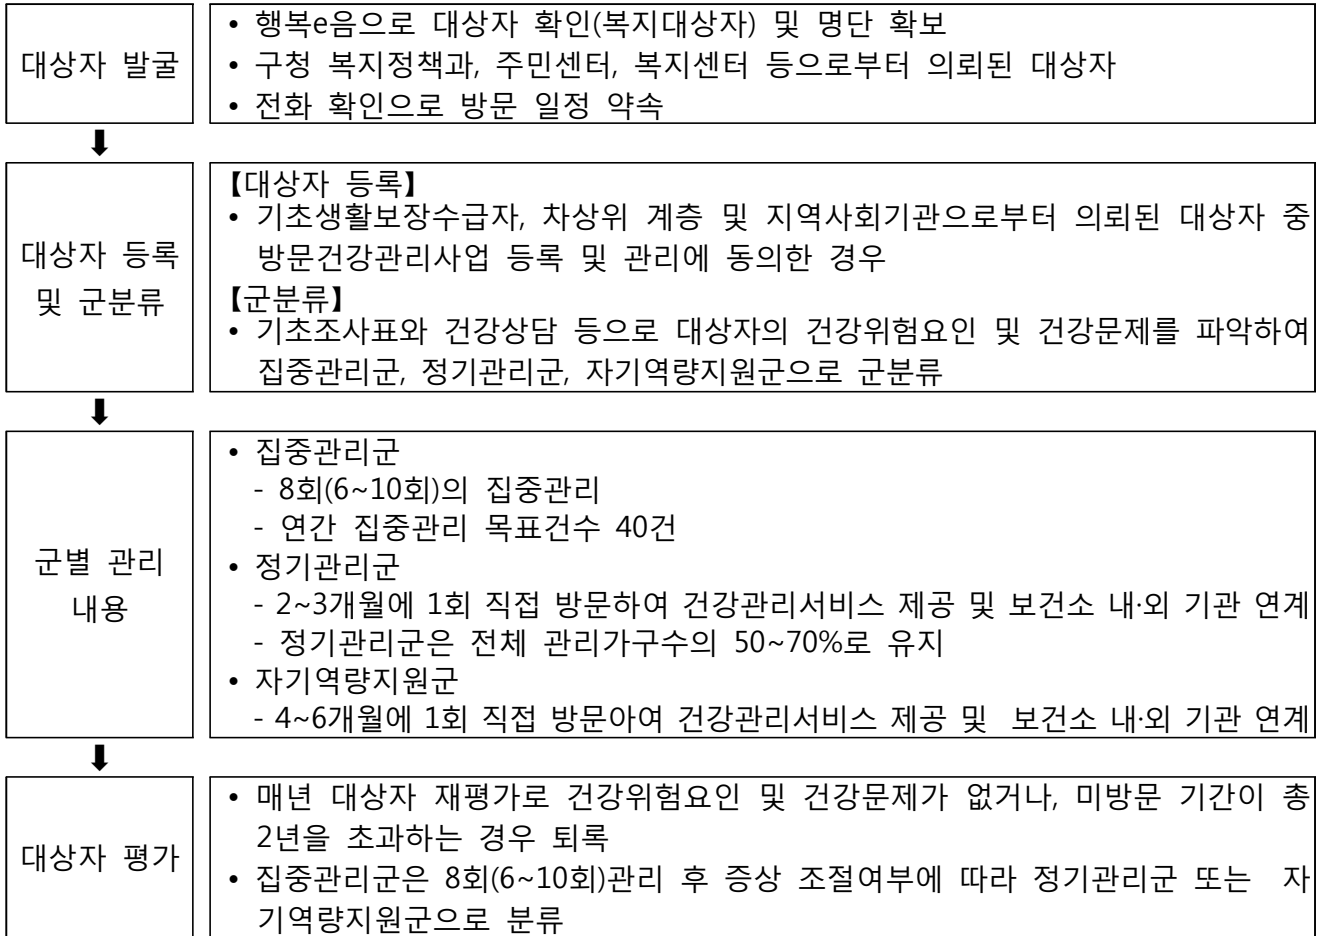 대상자 발굴
• 행복e음으로 대상자 확인(복지대상자) 및 명단 확보
• 구청 복지정책과, 주민센터, 복지센터 등으로부터 의뢰된 대상자
• 전화 확인으로 방문 일정 약속
대상자 등록
및 군분류
【대상자 등록】
• 기초생활보장수급자, 차상위 계층 및 지역사회기관으로부터 의뢰된 대상자 중
방문건강관리사업 등록 및 관리에 동의한 경우
【군분류】
• 기초조사표와 건강상담 등으로 대상자의 건강위험요인 및 건강문제를 파악하여
집중관리군, 정기관리군, 자기역량지원군으로 군분류
군별 관리
내용
• 집중관리군
- 8회(6~10회)의 집중관리
- 연간 집중관리 목표건수 40건
• 정기관리군
- 2~3개월에 1회 직접 방문하여 건강관리서비스 제공 및 보건소 내·외 기관 연계
- 정기관리군은 전체 관리가구수의 50~70%로 유지
• 자기역량지원군
- 4~6개월에 1회 직접 방문아여 건강관리서비스 제공 및 보건소 내·외 기관 연계
대상자 평가
• 매년 대상자 재평가로 건강위험요인 및 건강문제가 없거나, 미방문 기간이 총
2년을 초과하는 경우 퇴록
• 집중관리군은 8회(6~10회)관리 후 증상 조절여부에 따라 정기관리군 또는 자
기역량지원군으로 분류